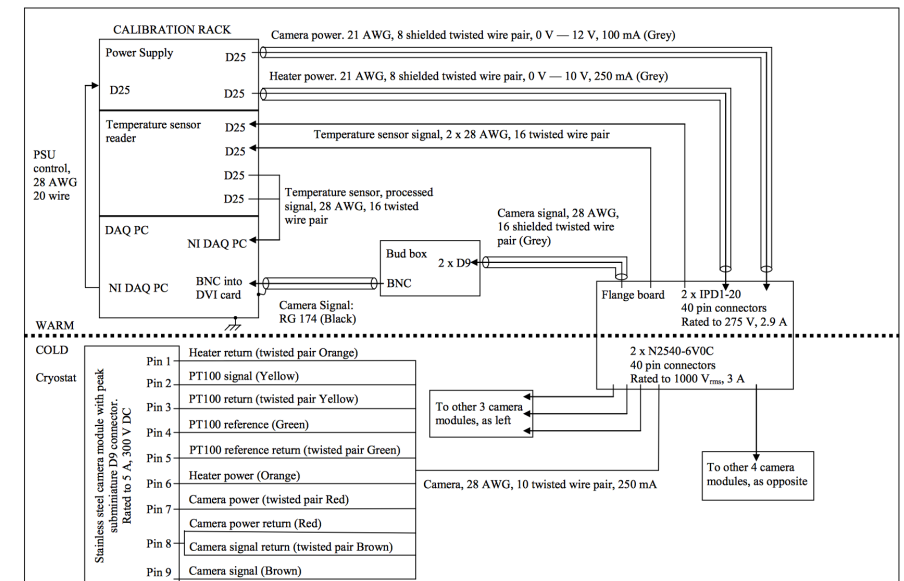 CALIBRATION RACK
Camera power. 21 AWG, 8 shielded twisted wire pair, 0 V — 12 V, 100 mA (Grey)
Power Supply
D25
Heater power. 21 AWG, 8 shielded twisted wire pair, 0 V — 10 V, 250 mA (Grey)
D25
D25
Temperature sensor
reader
D25
Temperature sensor signal, 2 x 28 AWG, 16 twisted wire pair
D25
PSU
control,
28 AWG
20 wire
D25
D25
Temperature sensor, processed
signal, 28 AWG, 16 twisted
wire pair
Camera signal, 28 AWG,
16 shielded twisted wire
pair (Grey)
DAQ PC
NI DAQ PC
Bud box
2 x D9
BNC
NI DAQ PC
BNC into
DVI card
Camera Signal:
RG 174 (Black)
Flange board
2 x IPD1-20
40 pin connectors
Rated to 275 V, 2.9 A
WARM
COLD
Cryostat
2 x N2540-6V0C
40 pin connectors
Rated to 1000 Vrms, 3 A
Stainless steel camera module with peak
subminiature D9 connector.
Rated to 5 A, 300 V DC
Pin 1
Heater return (twisted pair Orange)
Pin 2
PT100 signal (Yellow)
Pin 3
PT100 return (twisted pair Yellow)
Pin 4
PT100 reference (Green)
Pin 5
PT100 reference return (twisted pair Green)
Pin 6
Heater power (Orange)
Pin 7
Camera power (twisted pair Red)
Camera power return (Red)
Pin 8
Camera signal return (twisted pair Brown)
Pin 9
Camera signal (Brown)
To other 3 camera
modules, as left
Camera, 28 AWG, 10 twisted wire pair, 250 mA
To other 4 camera
modules, as opposite